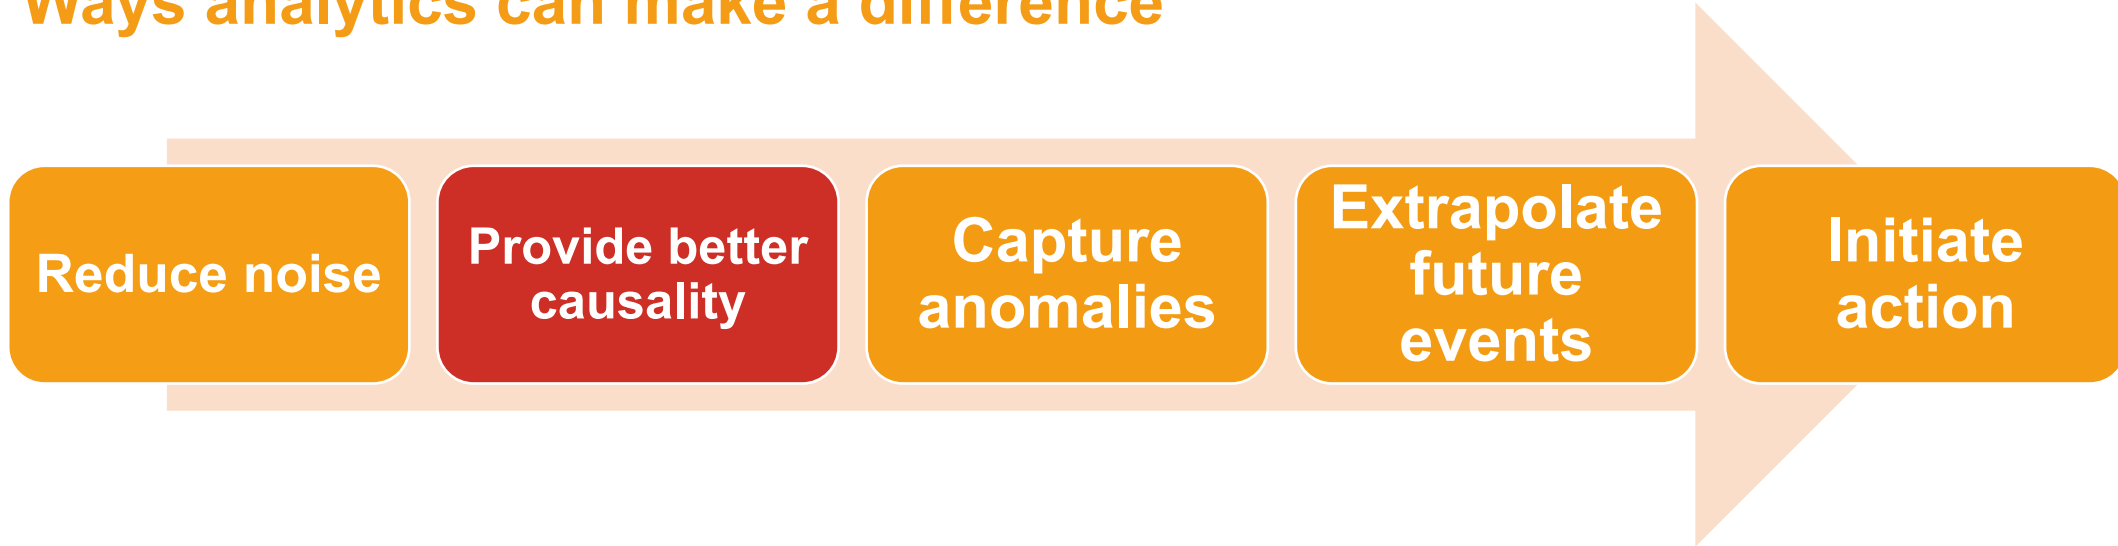 Ways analytics can make a difference
Reduce noise
Provide better
causality
Capture
anomalies
Extrapolate
future
events
Initiate
action